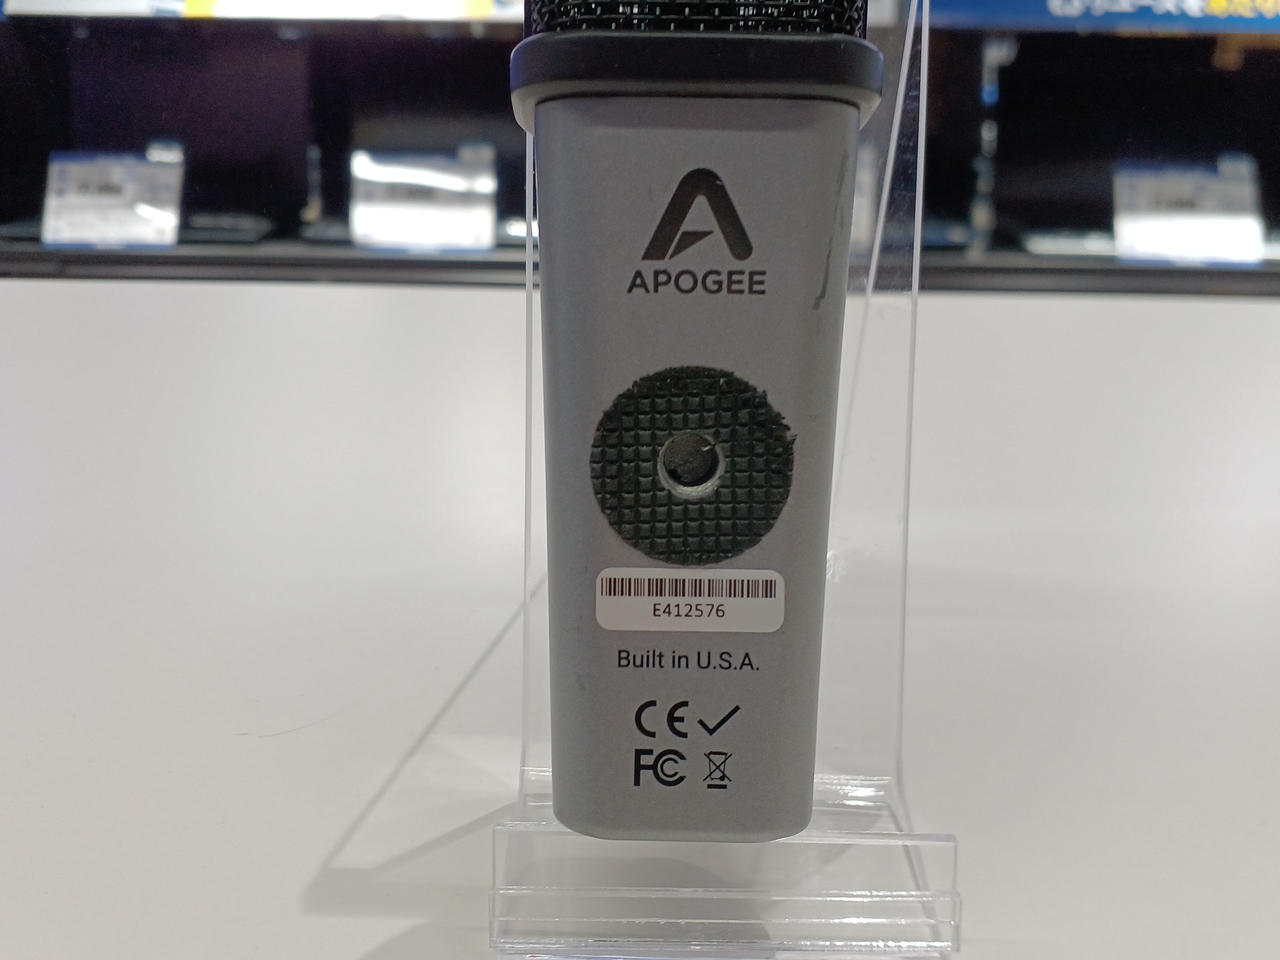 APOGEE
E412576
Built in U.S.A.
CE
FC